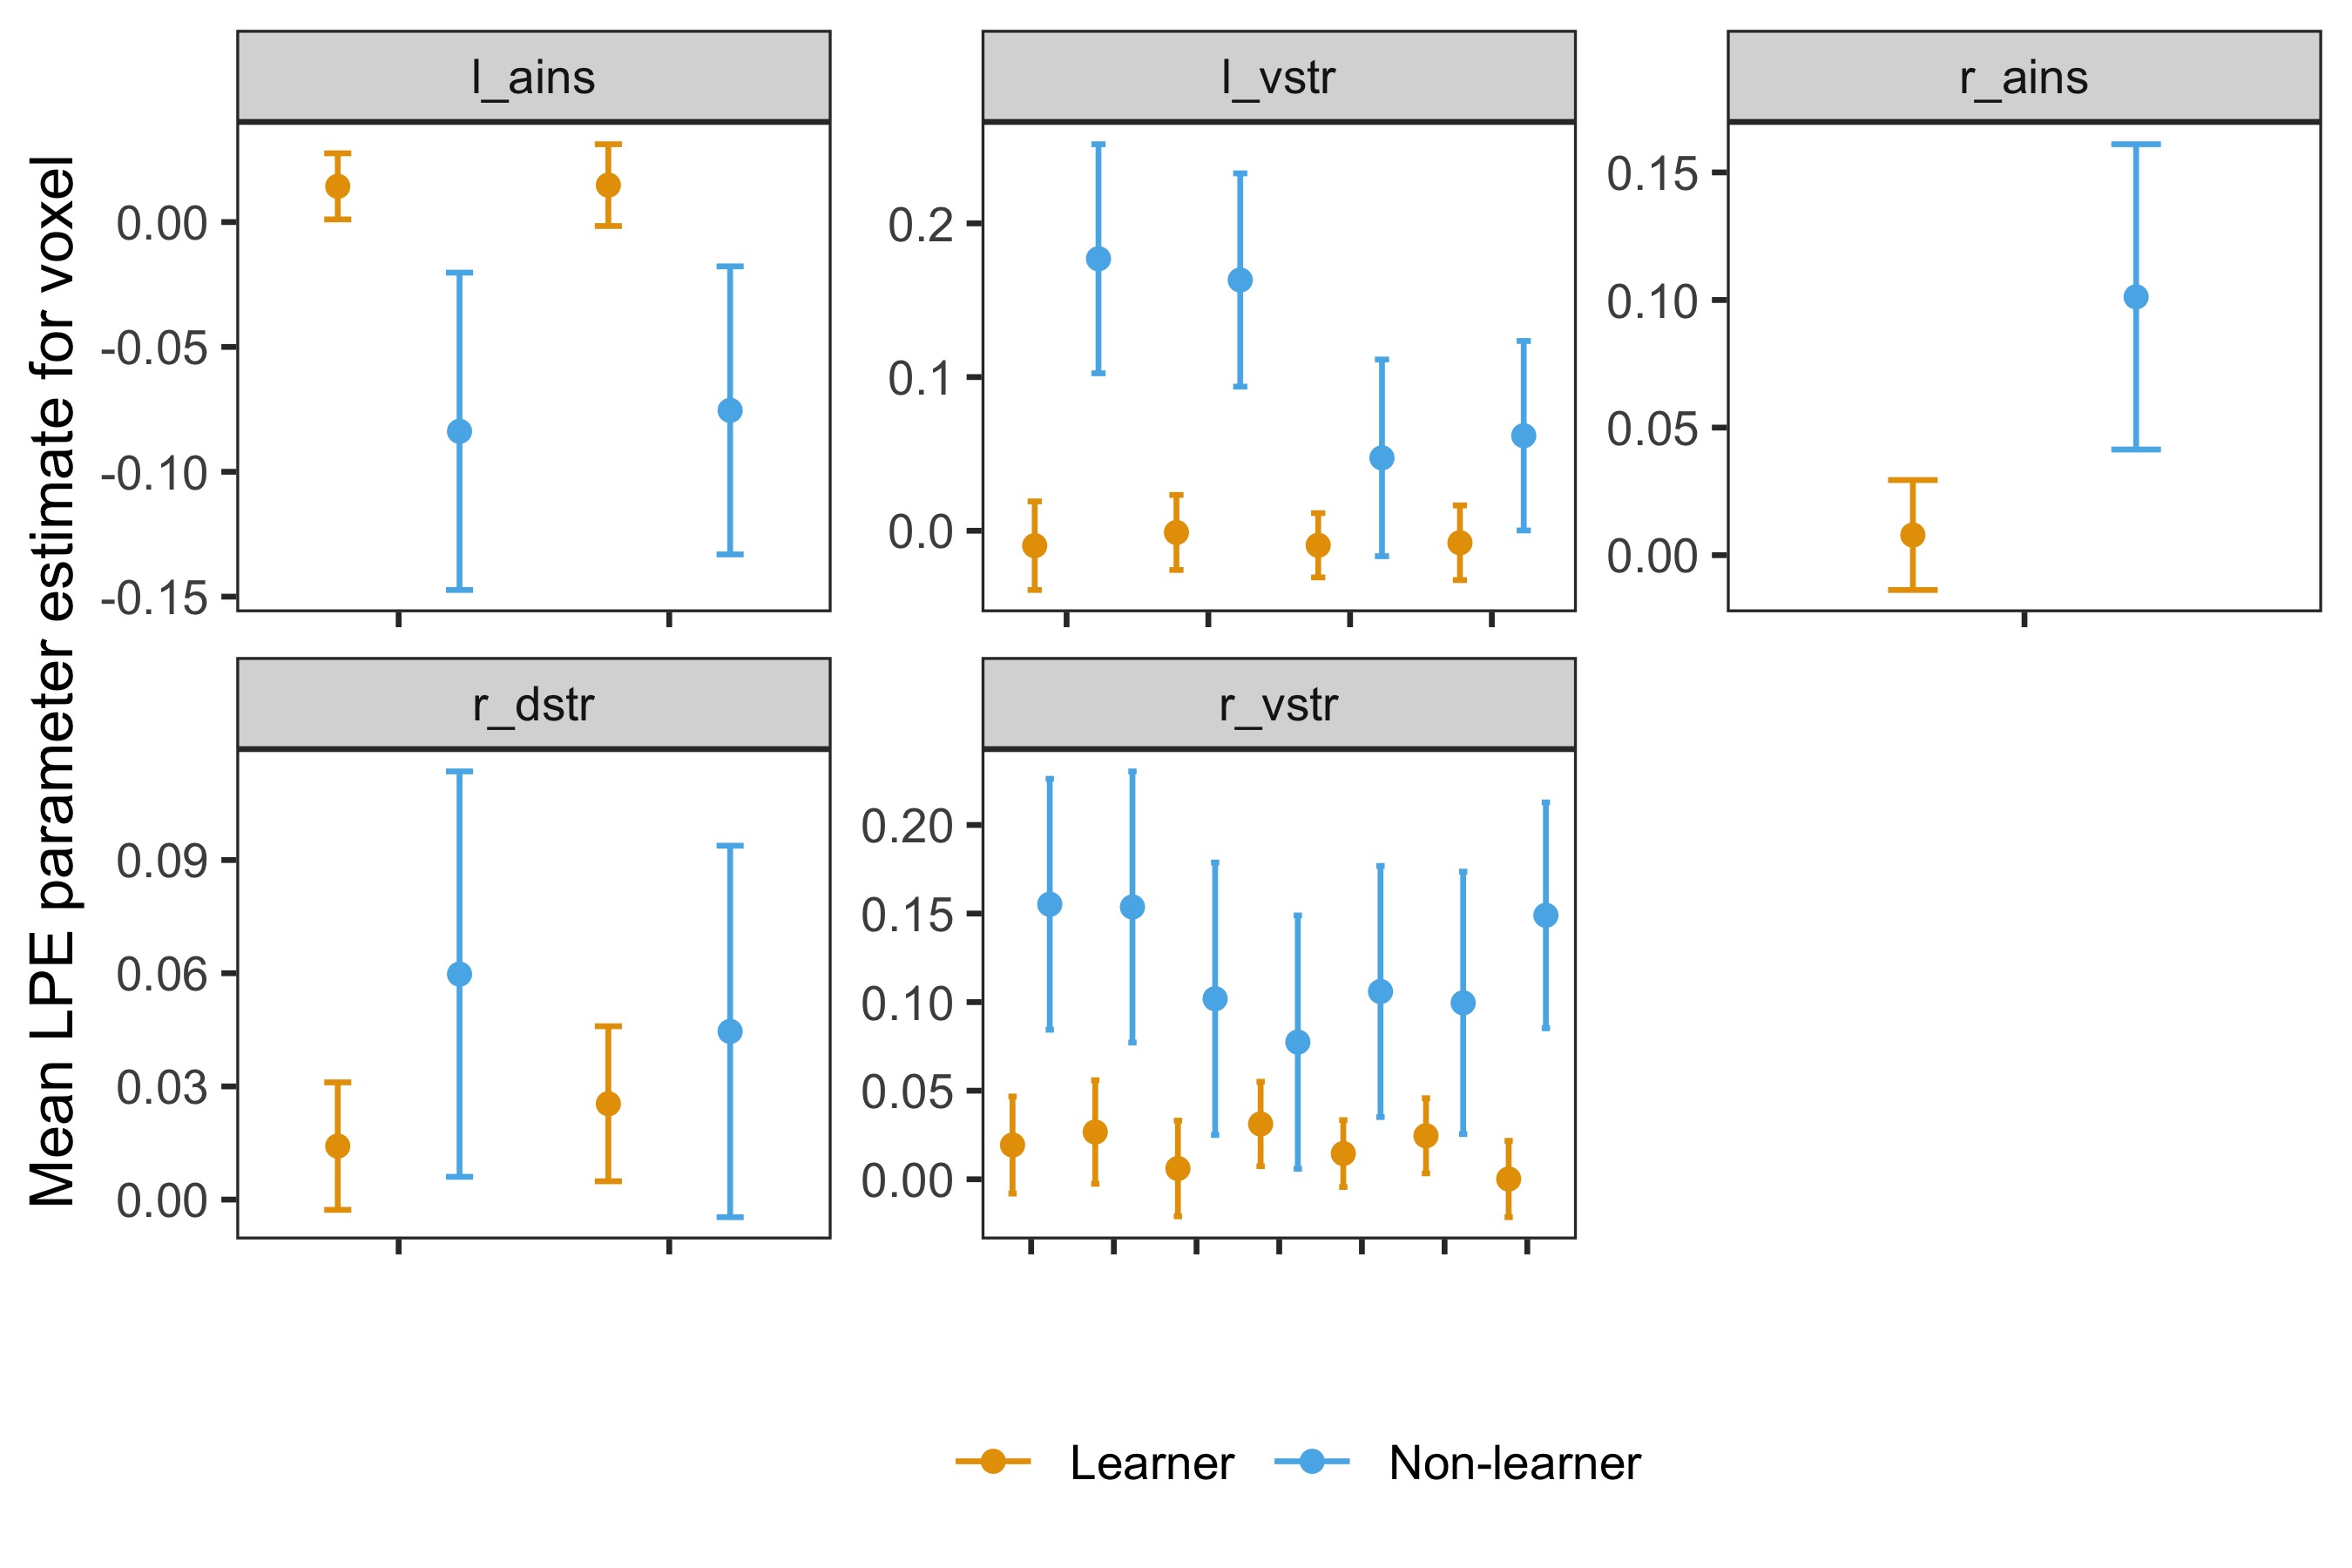 Mean LPE parameter estimate for voxel
l_ains
0.00
-0.05
-0.10
-0.15
l_vstr
0.2
0.1
0.0
r_ains
0.15
0.10
0.05
0.00
r_dstr
0.09
0.06
0.03
0.00
r_vstr
0.20
0.15
0.10
0.05
0.00
Learner Non-learner